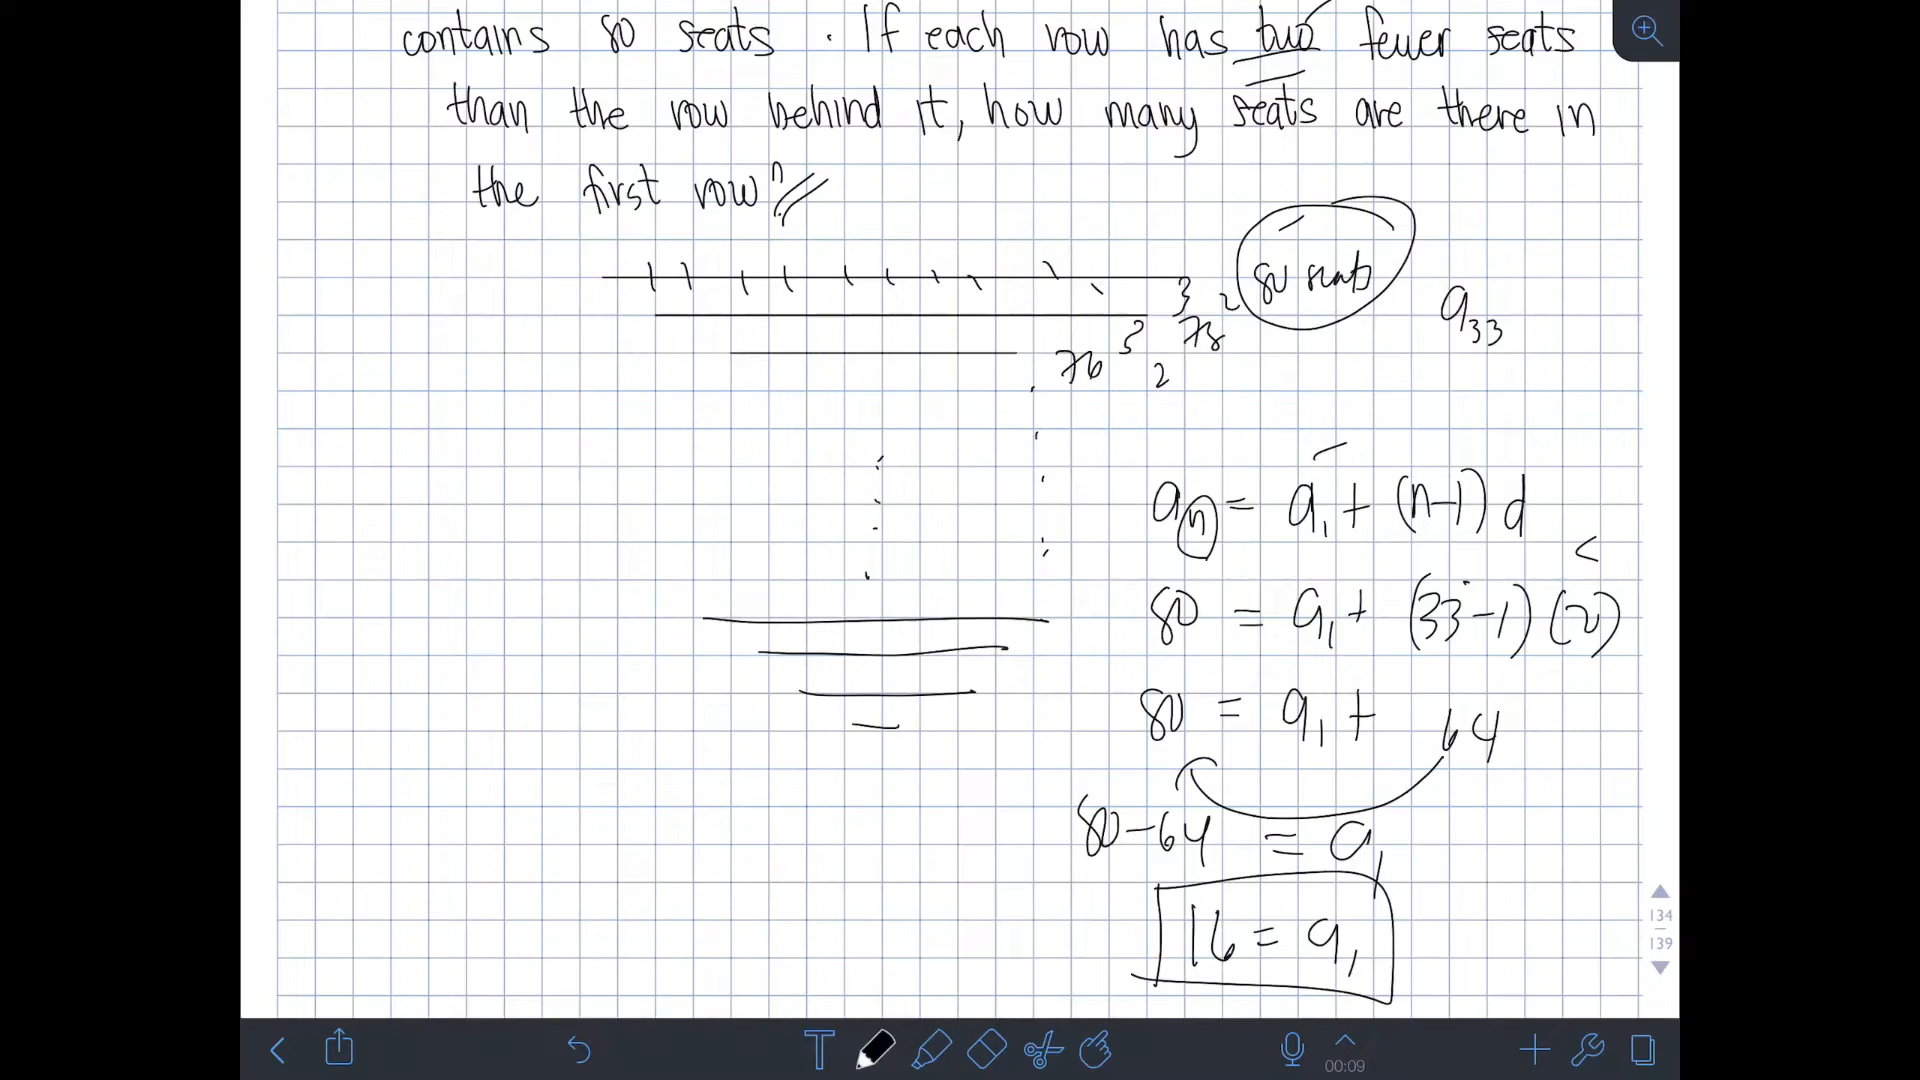 contains 80 seats . If each row has two fewer seats
than the row behind it, how many seats are there in
the first row?
80 seats
a33
2
78
76
2
an = a1 + (n-1) d
80 = a1 + (33-1) (2)
80 = a1 + 64
80-64 = a1
16 = a1
134
139
T
00:09